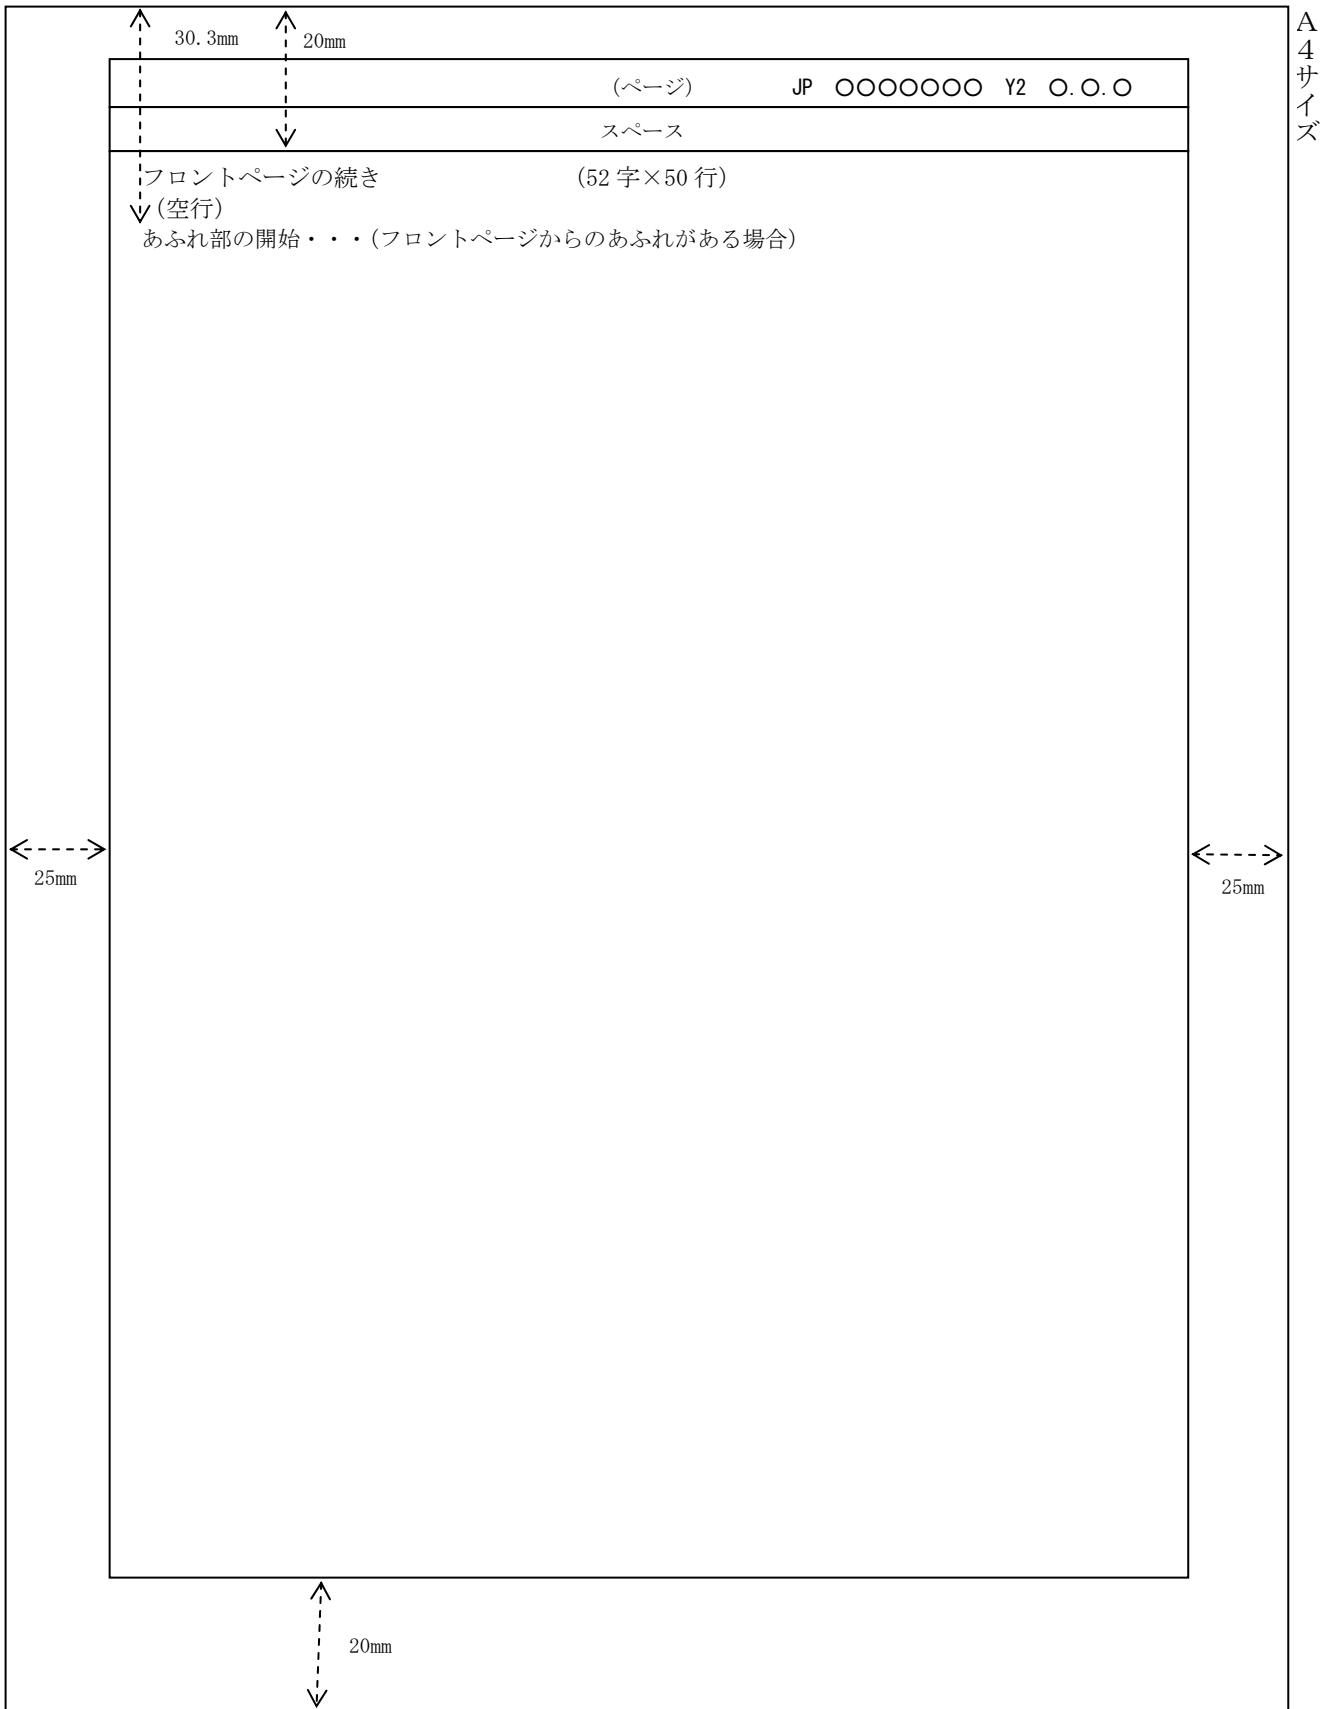 A4サイズ
30.3mm
20mm
(ページ) JP ○○○○○○○ Y2 ○.○.○
スペース
フロントページの続き (52字×50行)
(空行)
あふれ部の開始・・・(フロントページからのあふれがある場合)
25mm
25mm
20mm